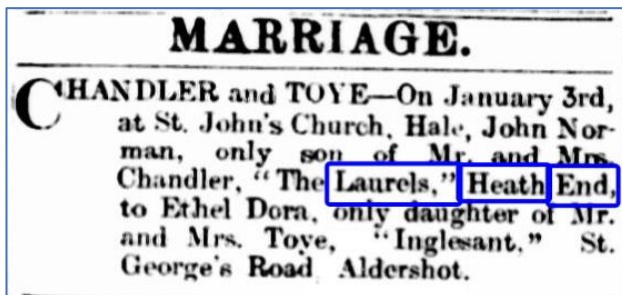 MARRIAGE.
CHANDLER and TOYE—On January 3rd,
at St. John's Church, Hale, John Nor-
man, only son of Mr. and Mrs.
Chandler, "The Laurels," Heath End,
to Ethel Dora, only daughter of Mr.
and Mrs. Toye, "Inglesant." St.
George's Road Aldershot.